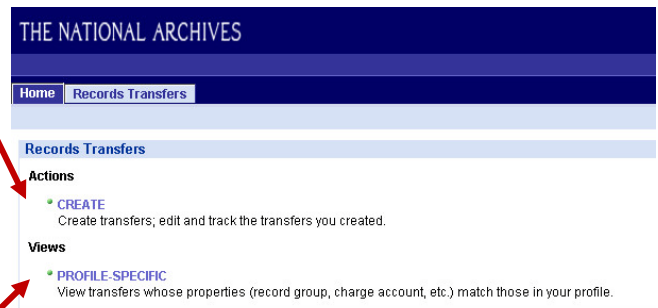 THE NATIONAL ARCHIVES
Home Records Transfers
Records Transfers
Actions
CREATE
Create transfers; edit and track the transfers you created.
Views
PROFILE-SPECIFIC
View transfers whose properties (record group, charge account, etc.) match those in your profile.